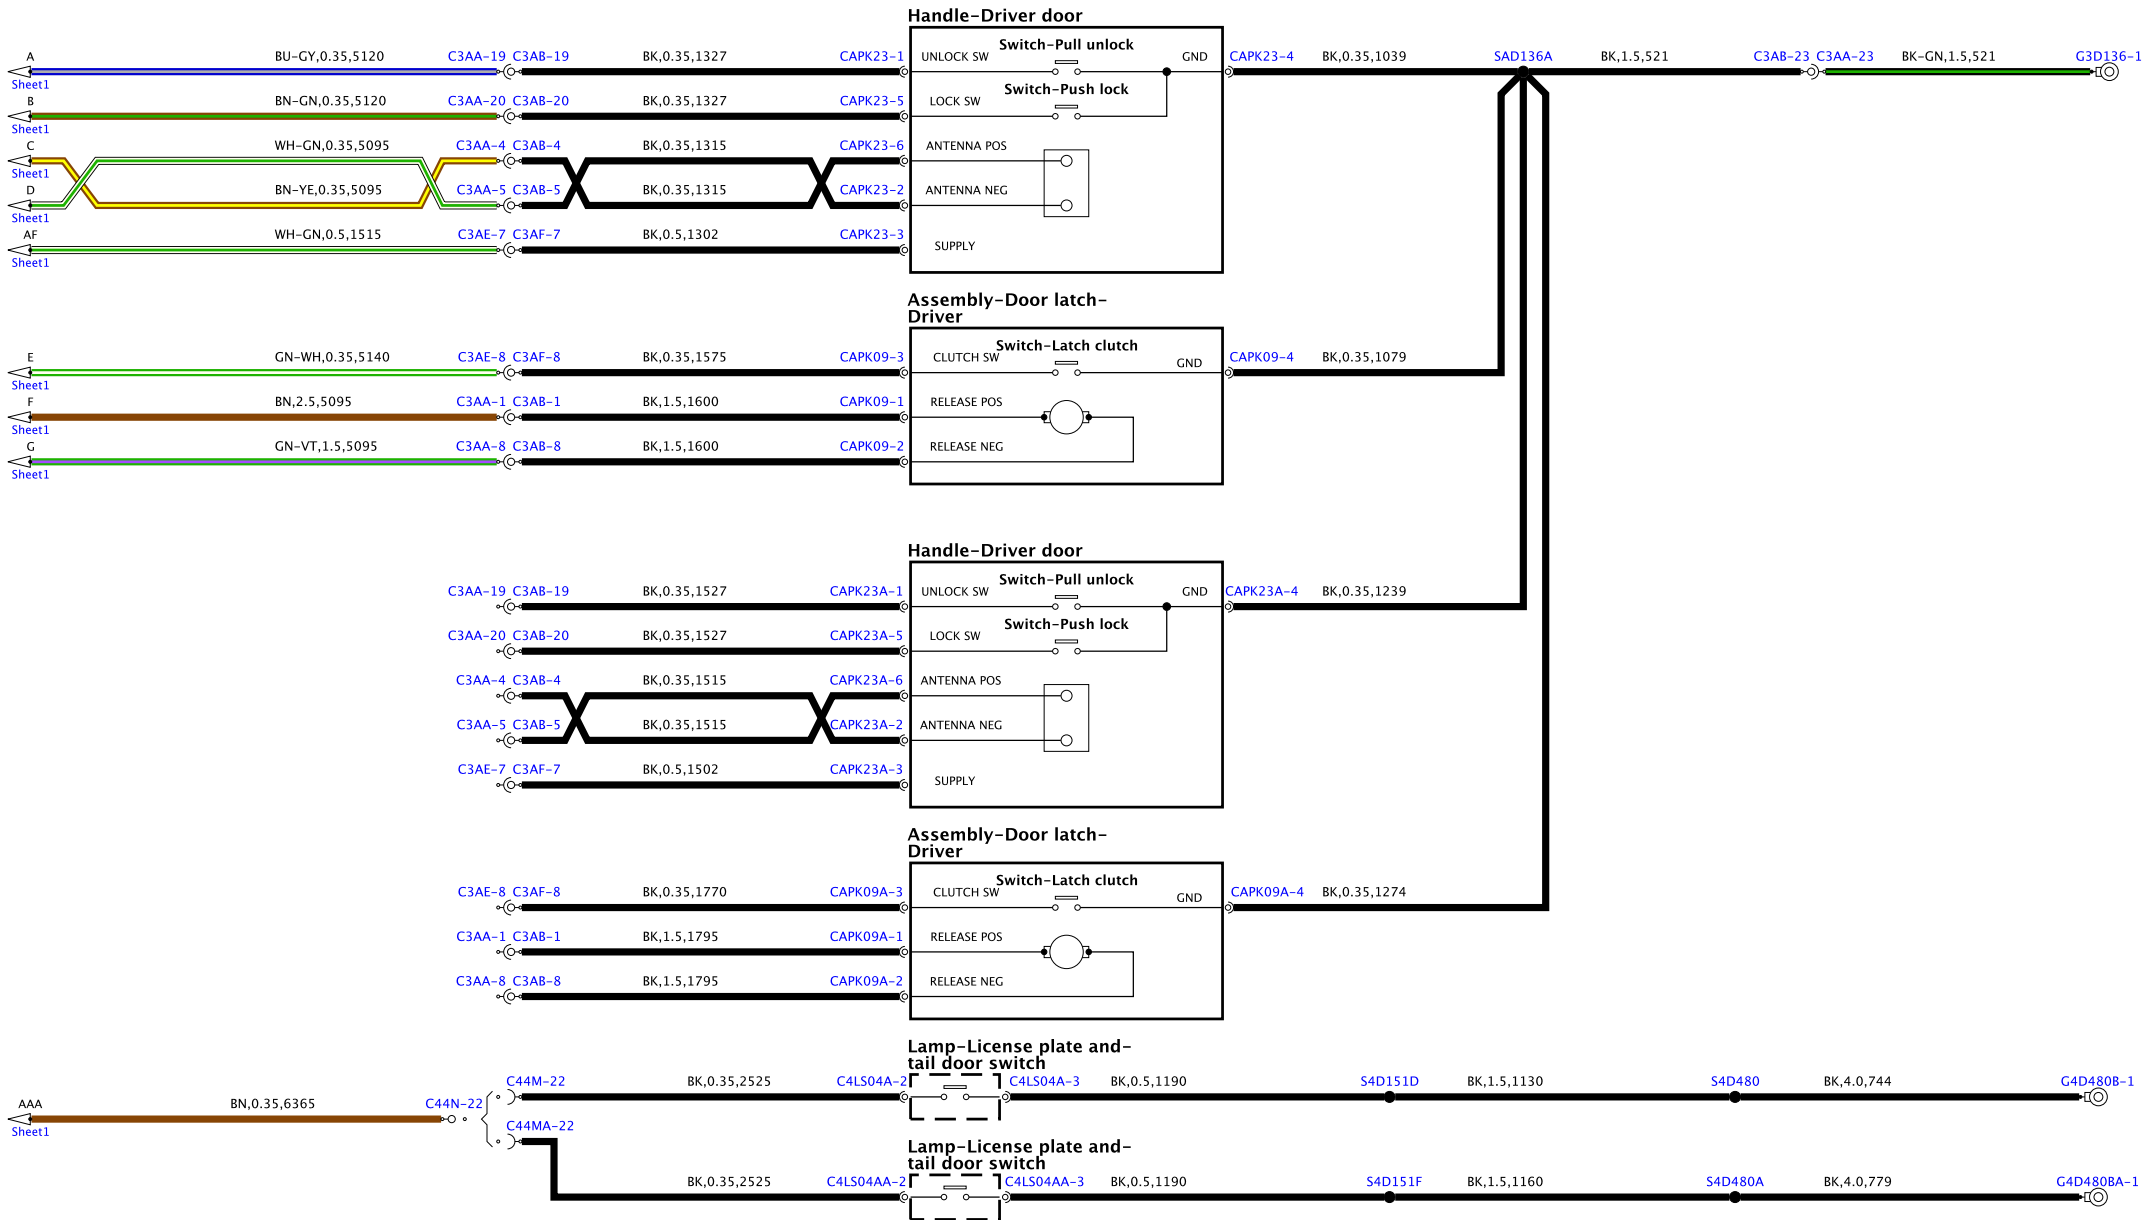 Handle-Driver door
A
BU-GY,0.35,5120
C3AA-19 C3AB-19
BK,0.35,1327
CAPK23-1
UNLOCK SW
Switch-Pull unlock
GND
CAPK23-4
BK,0.35,1039
SAD136A
BK,1.5,521
C3AB-23 C3AA-23
BK-GN,1.5,521
G3D136-1
Sheet1
B
BN-GN,0.35,5120
C3AA-20 C3AB-20
BK,0.35,1327
CAPK23-5
LOCK SW
Switch-Push lock
Sheet1
C
WH-GN,0.35,5095
C3AA-4 C3AB-4
BK,0.35,1315
CAPK23-6
ANTENNA POS
Sheet1
D
BN-YE,0.35,5095
C3AA-5 C3AB-5
BK,0.35,1315
CAPK23-2
ANTENNA NEG
Sheet1
AF
WH-GN,0.5,1515
C3AE-7 C3AF-7
BK,0.5,1302
CAPK23-3
SUPPLY
Sheet1
Assembly-Door latch-
Driver
E
GN-WH,0.35,5140
C3AE-8 C3AF-8
BK,0.35,1575
CAPK09-3
CLUTCH SW
Switch-Latch clutch
GND
CAPK09-4
BK,0.35,1079
Sheet1
F
BN,2.5,5095
C3AA-1 C3AB-1
BK,1.5,1600
CAPK09-1
RELEASE POS
Sheet1
G
GN-VT,1.5,5095
C3AA-8 C3AB-8
BK,1.5,1600
CAPK09-2
RELEASE NEG
Sheet1
Handle-Driver door
C3AA-19 C3AB-19
BK,0.35,1527
CAPK23A-1
UNLOCK SW
Switch-Pull unlock
GND
CAPK23A-4
BK,0.35,1239
C3AA-20 C3AB-20
BK,0.35,1527
CAPK23A-5
LOCK SW
Switch-Push lock
C3AA-4 C3AB-4
BK,0.35,1515
CAPK23A-6
ANTENNA POS
C3AA-5 C3AB-5
BK,0.35,1515
CAPK23A-2
ANTENNA NEG
C3AE-7 C3AF-7
BK,0.5,1502
CAPK23A-3
SUPPLY
Assembly-Door latch-
Driver
C3AE-8 C3AF-8
BK,0.35,1770
CAPK09A-3
CLUTCH SW
Switch-Latch clutch
GND
CAPK09A-4
BK,0.35,1274
C3AA-1 C3AB-1
BK,1.5,1795
CAPK09A-1
RELEASE POS
C3AA-8 C3AB-8
BK,1.5,1795
CAPK09A-2
RELEASE NEG
Lamp-License plate and-
tail door switch
AAA
BN,0.35,6365
C44N-22
C44M-22
BK,0.35,2525
C4LS04A-2
C4LS04A-3
BK,0.5,1190
S4D151D
BK,1.5,1130
S4D480
BK,4.0,744
G4D480B-1
Sheet1
C44MA-22
Lamp-License plate and-
tail door switch
BK,0.35,2525
C4LS04AA-2
C4LS04AA-3
BK,0.5,1190
S4D151F
BK,1.5,1160
S4D480A
BK,4.0,779
G4D480BA-1